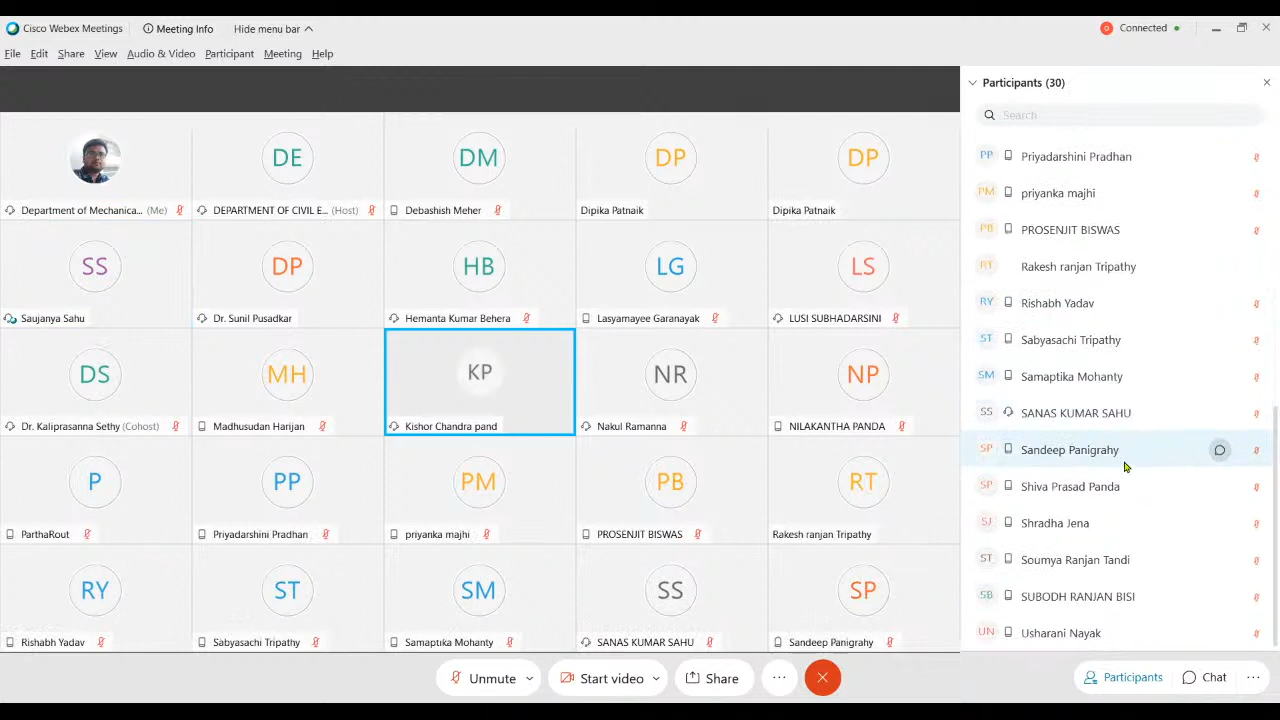 Cisco Webex Meetings
Meeting Info
Hide menu bar
Connected
File Edit Share View Audio & Video Participant Meeting Help
DE
DM
DP
DP
Department of Mechanica... (Me)
DEPARTMENT OF CIVIL E... (Host)
Debashish Meher
Dipika Patnaik
Dipika Patnaik
SS
DP
HB
LG
LS
Saujanya Sahu
Dr. Sunil Pusadkar
Hemanta Kumar Behera
Lasyamayee Garanayak
LUSI SUBHADARSINI
DS
MH
KP
NR
NP
Dr. Kaliprasanna Sethy (Cohost)
Madhusudan Harijan
Kishor Chandra pand
Nakul Ramanna
NILAKANTHA PANDA
P
PP
PM
PB
RT
ParthaRout
Priyadarshini Pradhan
priyanka majhi
PROSENJIT BISWAS
Rakesh ranjan Tripathy
RY
ST
SM
SS
SP
Rishabh Yadav
Sabyasachi Tripathy
Samaptika Mohanty
SANAS KUMAR SAHU
Sandeep Panigrahy
Unmute
Start video
Share
Participants (30)
Search
PP Priyadarshini Pradhan
PM priyanka majhi
PB PROSENJIT BISWAS
RT Rakesh ranjan Tripathy
RY Rishabh Yadav
ST Sabyasachi Tripathy
SM Samaptika Mohanty
SS SANAS KUMAR SAHU
SP Sandeep Panigrahy
SP Shiva Prasad Panda
SJ Shradha Jena
ST Soumya Ranjan Tandi
SB SUBODH RANJAN BISI
UN Usharani Nayak
Participants
Chat